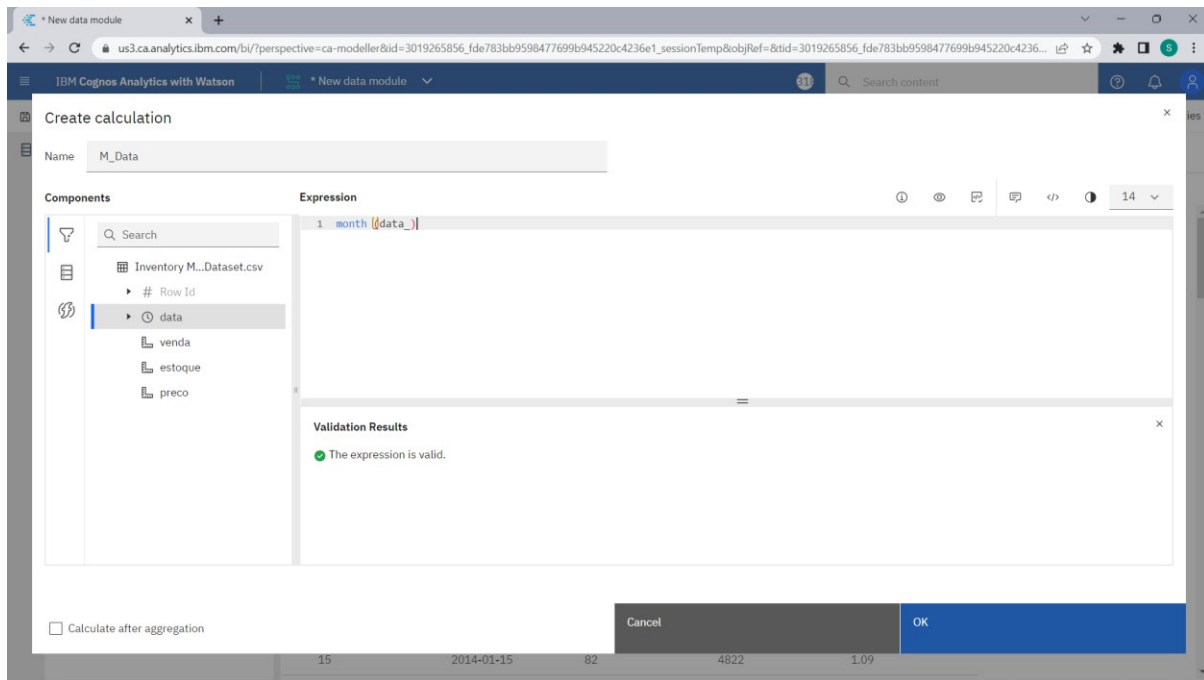 * New data module
us3.ca.analytics.ibm.com/bi/?perspective=ca-modeller&id=3019265856_fde783bb9598477699b945220c4236e1_sessionTemp&objRef=&tid=3019265856_fde783bb9598477699b945220c4236...
S
IBM Cognos Analytics with Watson * New data module Search content
Create calculation
ies
Name M_Data
Components Expression 14
1 month (data_)
Search
Inventory M...Dataset.csv
# Row Id
data
venda
estoque
preco
Validation Results
The expression is valid.
Calculate after aggregation
Cancel OK
15 2014-01-15 82 4822 1.09